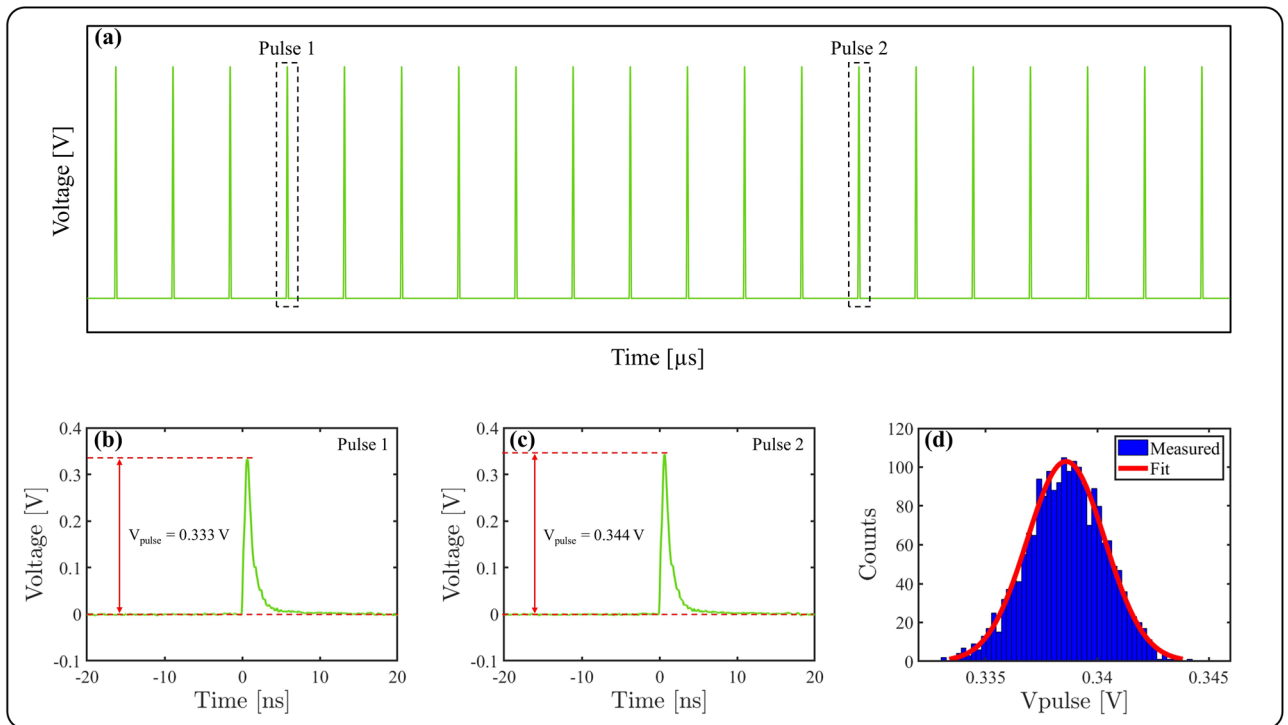 (a)
Pulse 1
Pulse 2
Voltage [V]
Time [µs]
(b)
Pulse 1
0.4
0.3
0.2
0.1
0
-0.1
Voltage [V]
V_pulse = 0.333 V
-20
-10
0
10
20
Time [ns]
(c)
Pulse 2
0.4
0.3
0.2
0.1
0
-0.1
Voltage [V]
V_pulse = 0.344 V
-20
-10
0
10
20
Time [ns]
(d)
Measured
Fit
120
100
80
60
40
20
0
Counts
0.335
0.34
0.345
Vpulse [V]